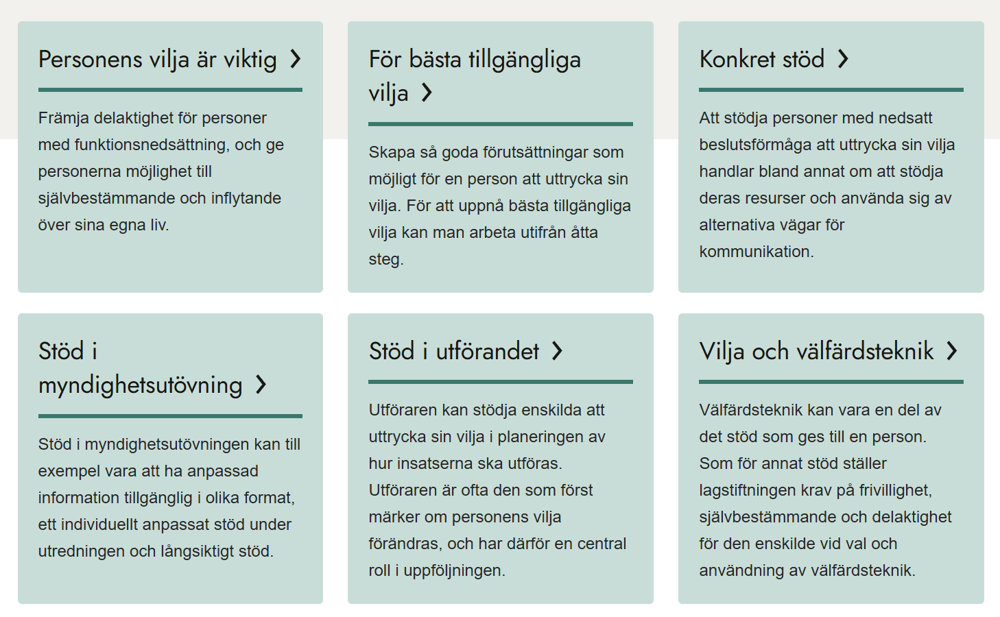 Personens vilja är viktig
Främja delaktighet för personer
med funktionsnedsättning, och ge
personerna möjlighet till
självbestämmande och inflytande
över sina egna liv.
För bästa tillgängliga
vilja
Skapa så goda förutsättningar som
möjligt för en person att uttrycka sin
vilja. För att uppnå bästa tillgängliga
vilja kan man arbeta utifrån åtta
steg.
Konkret stöd
Att stödja personer med nedsatt
beslutsförmåga att uttrycka sin vilja
handlar bland annat om att stödja
deras resurser och använda sig av
alternativa vägar för
kommunikation.
Stöd i
myndighetsutövning
Stöd i myndighetsutövningen kan till
exempel vara att ha anpassad
information tillgänglig i olika format,
ett individuellt anpassat stöd under
utredningen och långsiktigt stöd.
Stöd i utförandet
Utföraren kan stödja enskilda att
uttrycka sin vilja i planeringen av
hur insatserna ska utföras.
Utföraren är ofta den som först
märker om personens vilja
förändras, och har därför en central
roll i uppföljningen.
Vilja och välfärdsteknik
Välfärdsteknik kan vara en del av
det stöd som ges till en person.
Som för annat stöd ställer
lagstiftningen krav på frivillighet,
självbestämmande och delaktighet
för den enskilde vid val och
användning av välfärdsteknik.